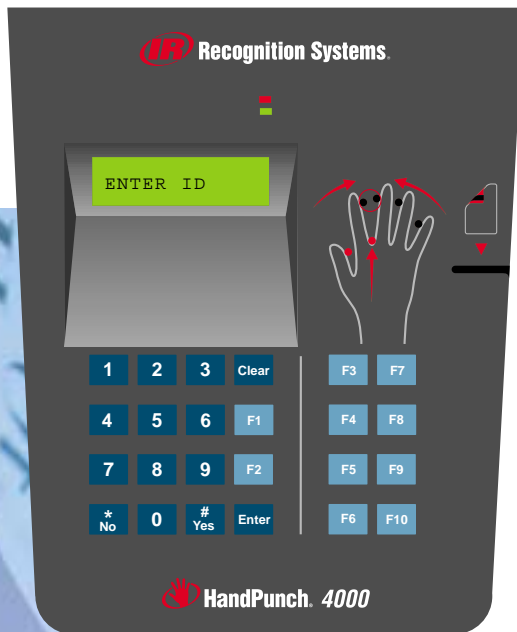 IR Recognition Systems.
ENTER ID
1 2 3 Clear F3 F7
4 5 6 F1 F4 F8
7 8 9 F2 F5 F9
* No 0 # Yes Enter F6 F10
HandPunch. 4000